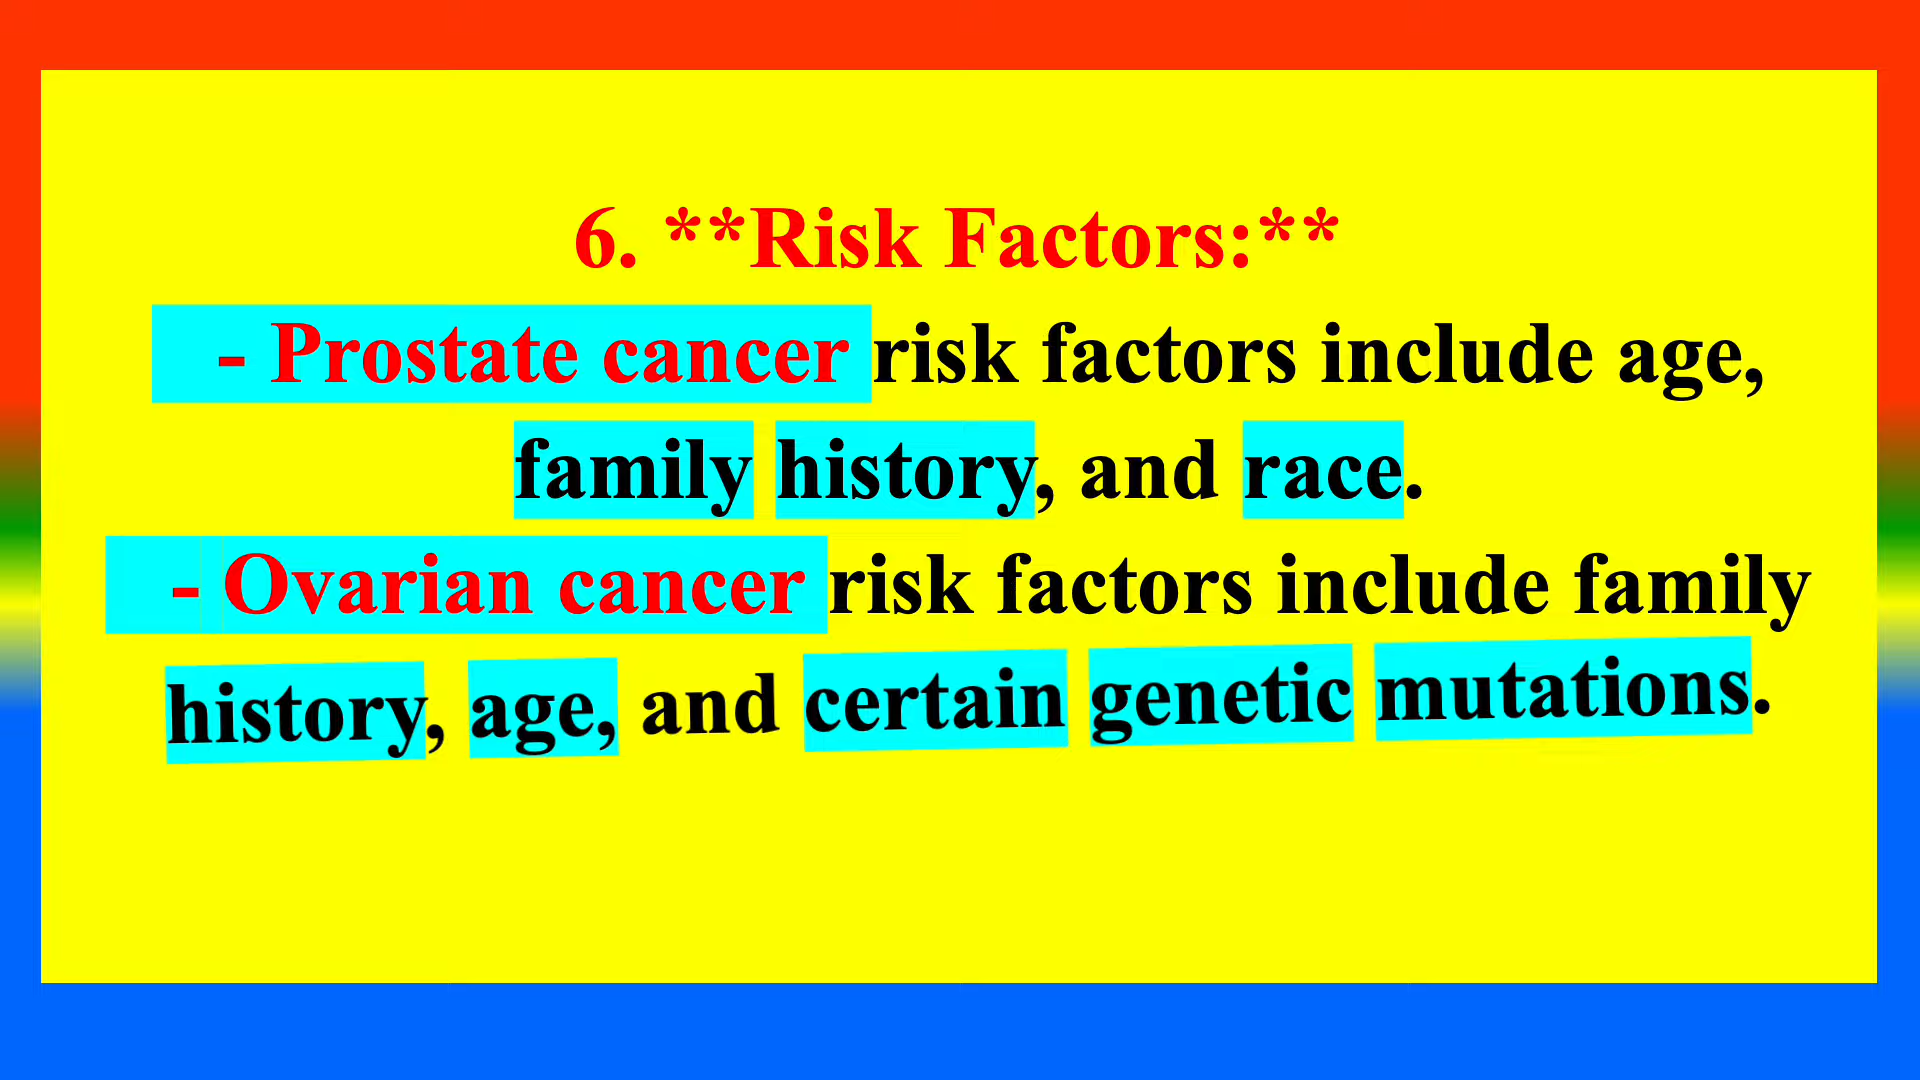 6. **Risk Factors:**
- Prostate cancer risk factors include age,
family history, and race.
- Ovarian cancer risk factors include family
history, age, and certain genetic mutations.